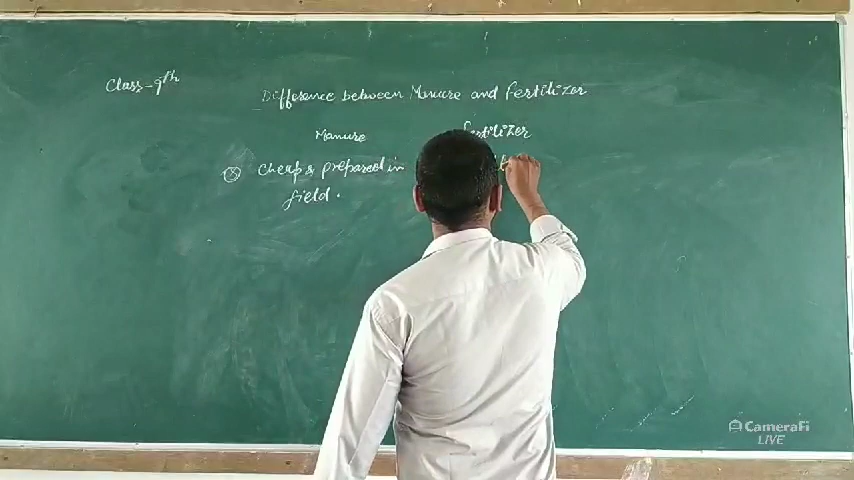 Class-9th
Difference between Manure and Fertilizer
Manure Fertilizer
Cheap & prepared in
field.
CameraFi
LIVE